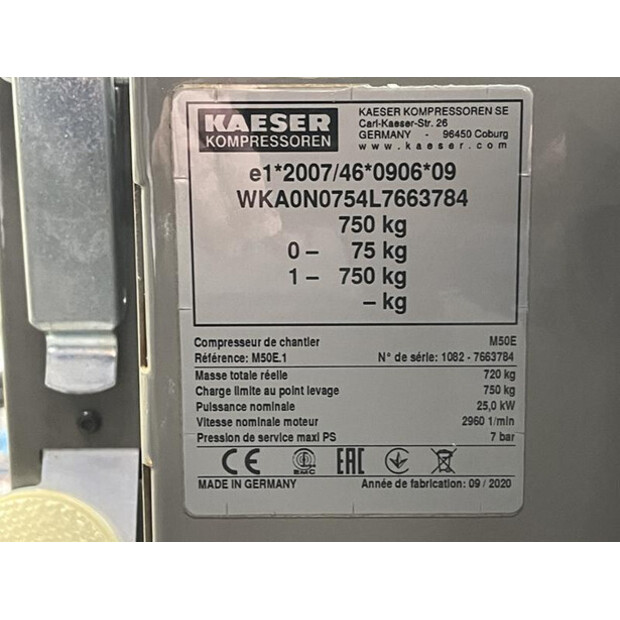 KAESER
KOMPRESSOREN
KAESER KOMPRESSOREN SE
Carl-Kaeser-Str. 26
GERMANY - 96450 Coburg
www.kaeser.com
e1*2007/46*0906*09
WKA0N0754L7663784
750 kg
0 – 75 kg
1 – 750 kg
– kg
Compresseur de chantier M50E
Référence: M50E.1 N° de série: 1082 - 7663784
Masse totale réelle 720 kg
Charge limite au point levage 750 kg
Puissance nominale 25,0 kW
Vitesse nominale moteur 2960 1/min
Pression de service maxi PS 7 bar
CE EMC EAC
MADE IN GERMANY Année de fabrication: 09 / 2020